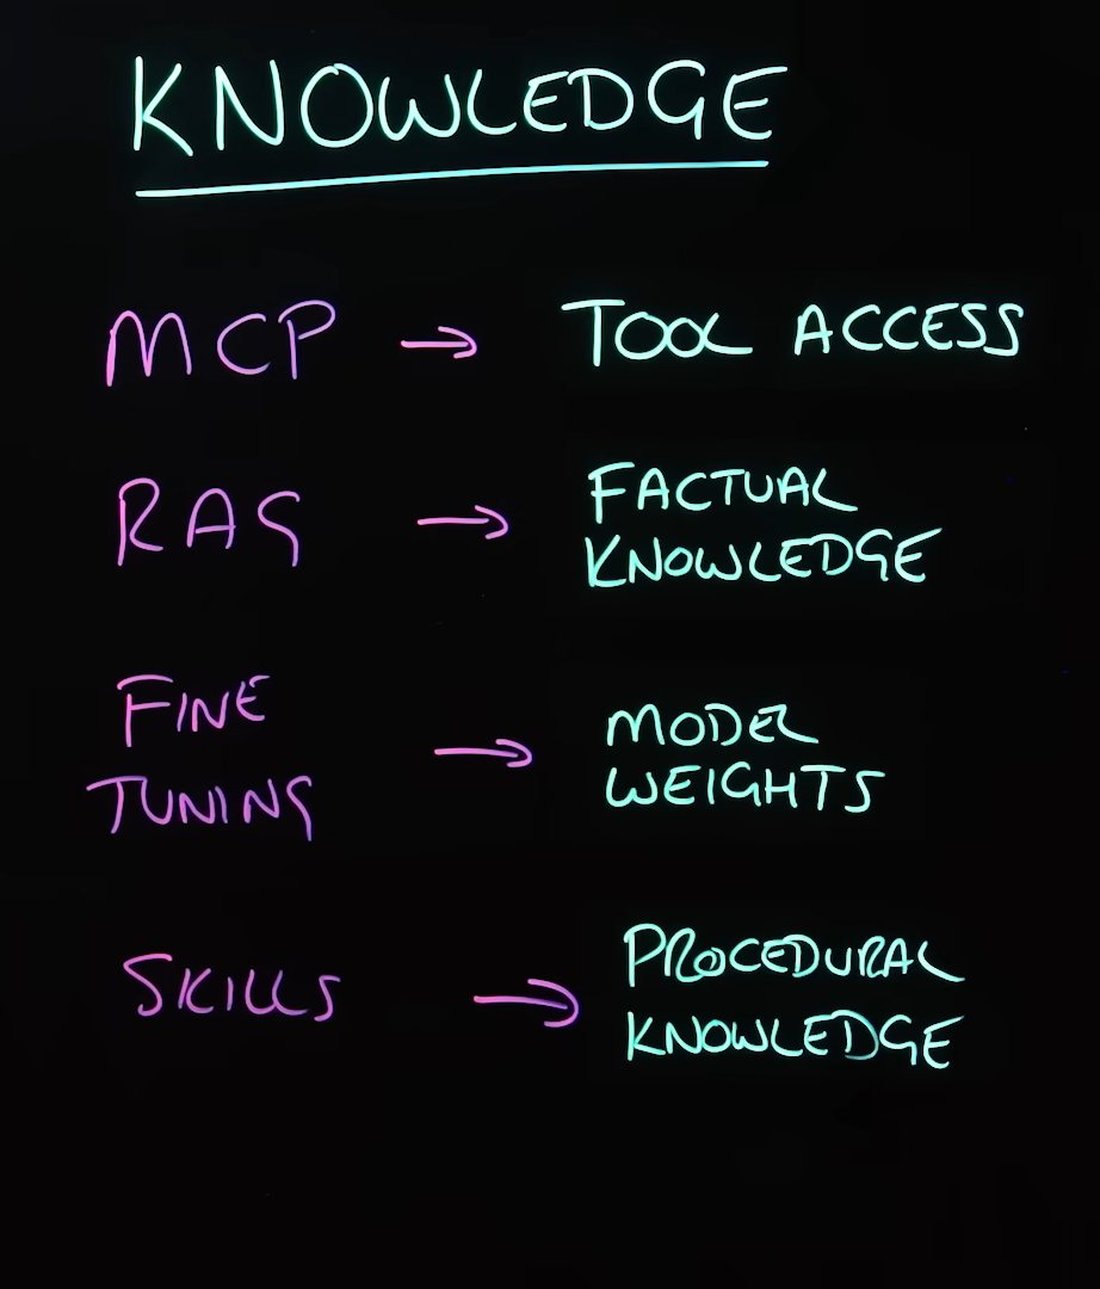 KNOWLEDGE
MCP → TOOL ACCESS
RAG → FACTUAL
KNOWLEDGE
FINE
TUNING → MODEL
WEIGHTS
SKILLS → PROCEDURAL
KNOWLEDGE